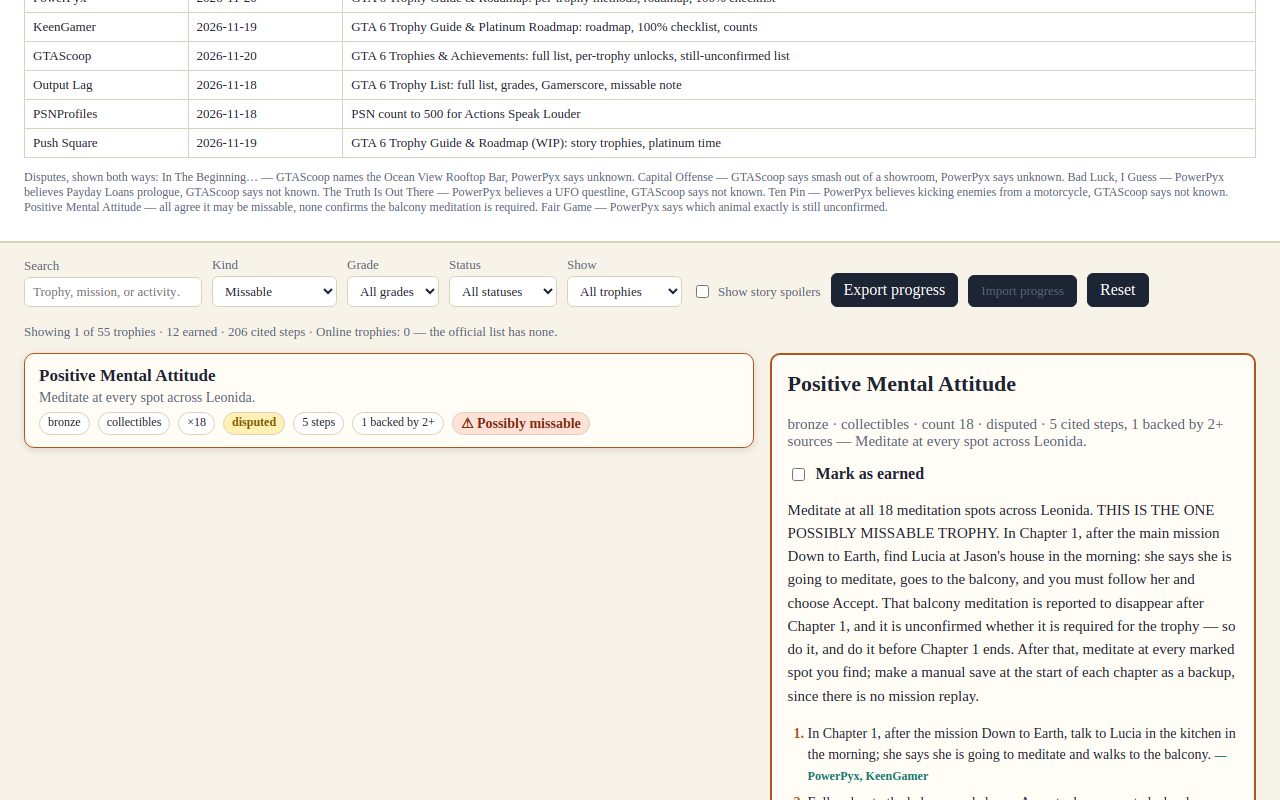 PowerPyx 2026-11-20 GTA 6 Trophy Guide & Roadmap: per-trophy methods, roadmap, 100% checklist
KeenGamer 2026-11-19 GTA 6 Trophy Guide & Platinum Roadmap: roadmap, 100% checklist, counts
GTAScoop 2026-11-20 GTA 6 Trophies & Achievements: full list, per-trophy unlocks, still-unconfirmed list
Output Lag 2026-11-18 GTA 6 Trophy List: full list, grades, Gamerscore, missable note
PSNProfiles 2026-11-18 PSN count to 500 for Actions Speak Louder
Push Square 2026-11-19 GTA 6 Trophy Guide & Roadmap (WIP): story trophies, platinum time
Disputes, shown both ways: In The Beginning… — GTAScoop names the Ocean View Rooftop Bar, PowerPyx says unknown. Capital Offense — GTAScoop says smash out of a showroom, PowerPyx says unknown. Bad Luck, I Guess — PowerPyx
believes Payday Loans prologue, GTAScoop says not known. The Truth Is Out There — PowerPyx believes a UFO questline, GTAScoop says not known. Ten Pin — PowerPyx believes kicking enemies from a motorcycle, GTAScoop says not known.
Positive Mental Attitude — all agree it may be missable, none confirms the balcony meditation is required. Fair Game — PowerPyx says which animal exactly is still unconfirmed.
Search Kind Grade Status Show
Trophy, mission, or activity. Missable All grades All statuses All trophies Show story spoilers Export progress Import progress Reset
Showing 1 of 55 trophies · 12 earned · 206 cited steps · Online trophies: 0 — the official list has none.
Positive Mental Attitude
Meditate at every spot across Leonida.
bronze collectibles ×18 disputed 5 steps 1 backed by 2+ ⚠ Possibly missable
Positive Mental Attitude
bronze · collectibles · count 18 · disputed · 5 cited steps, 1 backed by 2+
sources — Meditate at every spot across Leonida.
Mark as earned
Meditate at all 18 meditation spots across Leonida. THIS IS THE ONE
POSSIBLY MISSABLE TROPHY. In Chapter 1, after the main mission
Down to Earth, find Lucia at Jason's house in the morning: she says she is
going to meditate, goes to the balcony, and you must follow her and
choose Accept. That balcony meditation is reported to disappear after
Chapter 1, and it is unconfirmed whether it is required for the trophy — so
do it, and do it before Chapter 1 ends. After that, meditate at every marked
spot you find; make a manual save at the start of each chapter as a backup,
since there is no mission replay.
1. In Chapter 1, after the mission Down to Earth, talk to Lucia in the kitchen in
the morning; she says she is going to meditate and walks to the balcony. —
PowerPyx, KeenGamer